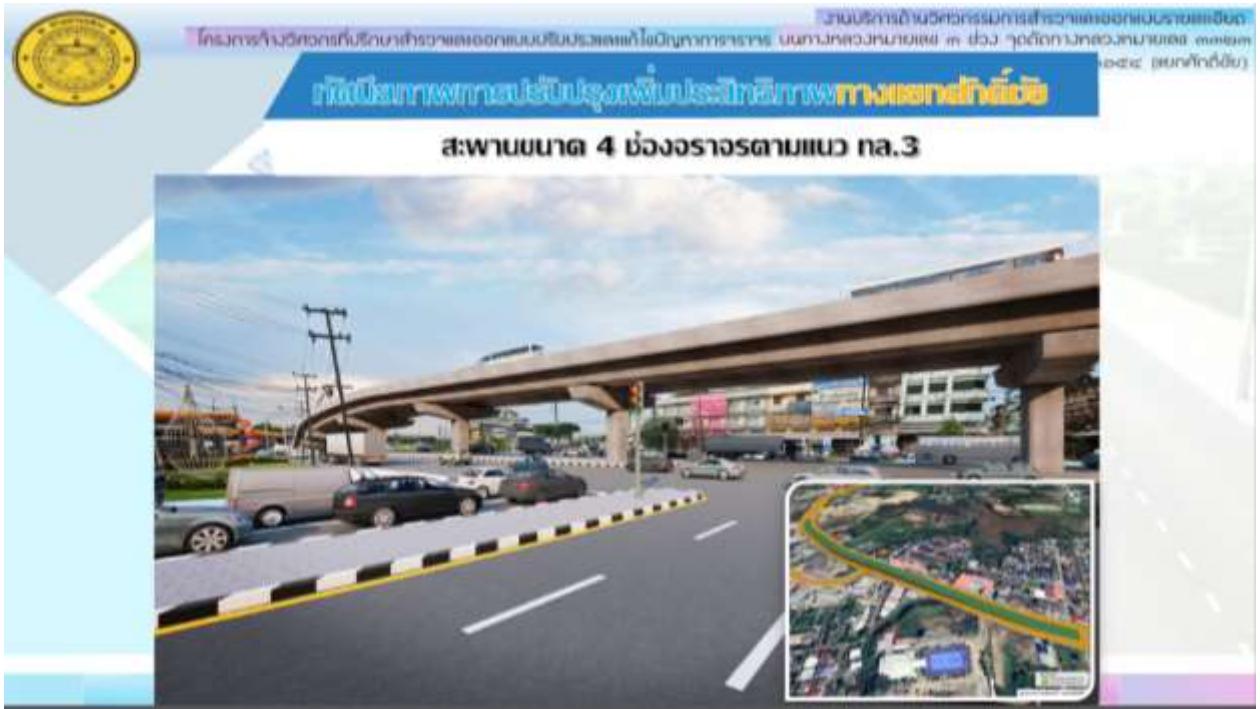 งานบริการด้านวิศวกรรมการสำรวจและออกแบบรายละเอียด
โครงการจ้างวิศวกรที่ปรึกษาสำรวจและออกแบบปรับปรุงและแก้ไขปัญหาการจราจร บนทางหลวงหมายเลข ๓ ช่วง จุดตัดทางหลวงหมายเลข
(แยกศักดิ์ชัย)
ทัศนียภาพการปรับปรุงเพิ่มประสิทธิภาพทางแยกศักดิ์ชัย
สะพานขนาด 4 ช่องจราจรตามแนว ทล.3